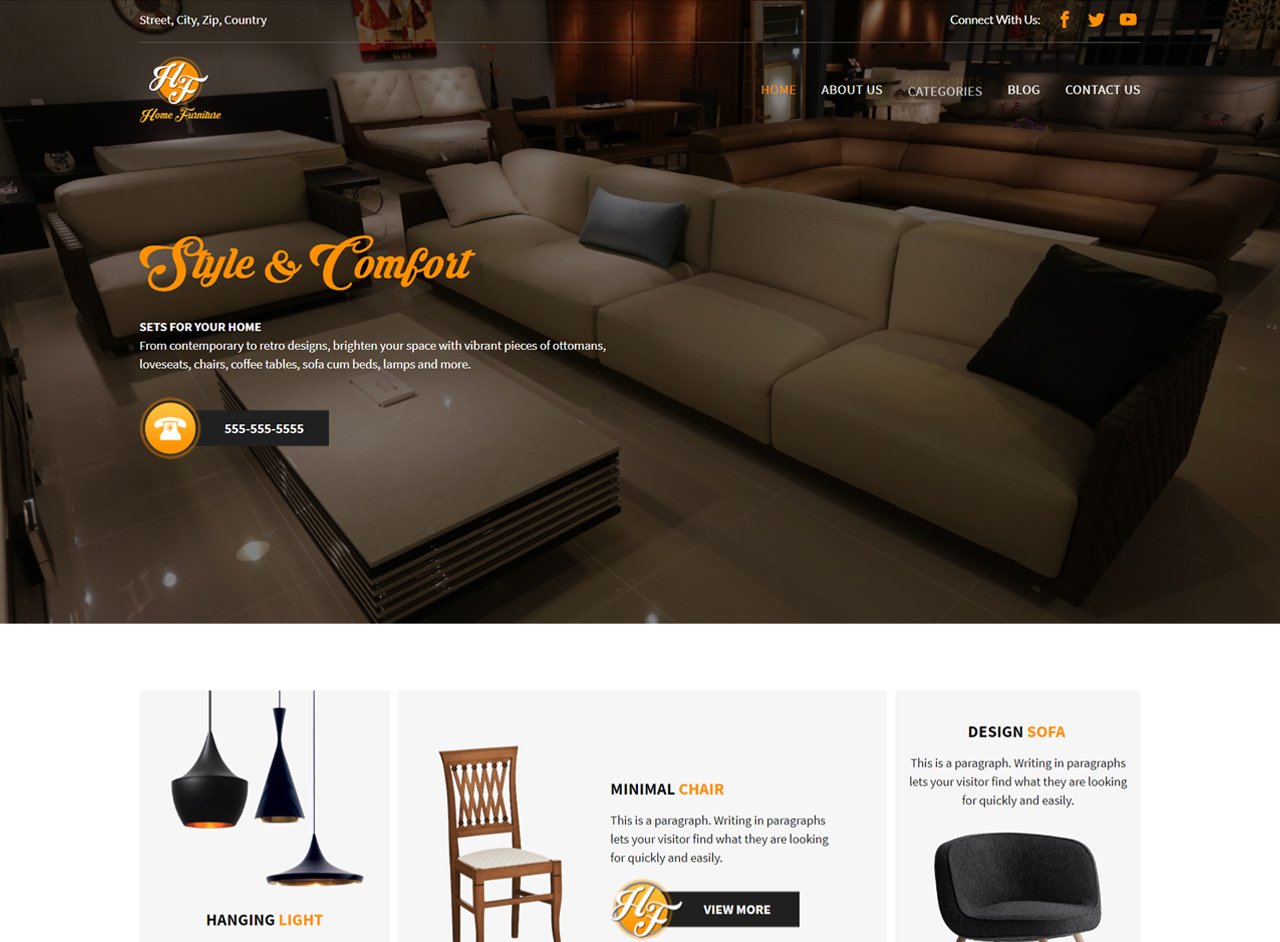 Street, City, Zip, Country
Connect With Us:
HF
Home Furniture
HOME
ABOUT US
CATEGORIES
CATEGORIES
BLOG
CONTACT US
Style & Comfort
SETS FOR YOUR HOME
From contemporary to retro designs, brighten your space with vibrant pieces of ottomans,
loveseats, chairs, coffee tables, sofa cum beds, lamps and more.
555-555-5555
HANGING LIGHT
MINIMAL CHAIR
This is a paragraph. Writing in paragraphs
lets your visitor find what they are looking
for quickly and easily.
HF
VIEW MORE
DESIGN SOFA
This is a paragraph. Writing in paragraphs
lets your visitor find what they are looking
for quickly and easily.